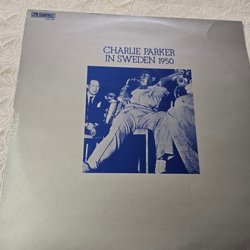 CHARLIE PARKER
IN SWEDEN 1950